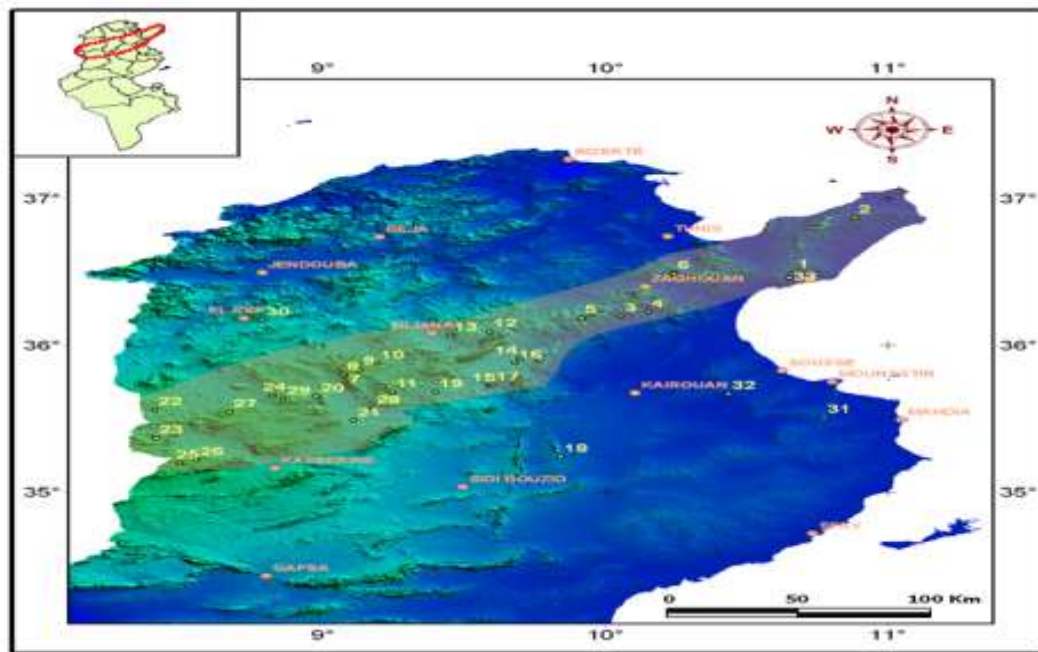 9° 10° 11°
N
W E
S
BIZERTE
37° 37°
2
BEJA TUNIS
6 1
JENDOUBA ZAGHOUAN 33
EL KEF 30 5 3 4
SILIANA 13 12
36° 36°
8 9 10 14 16
7 SOUSSE
24 29 20 11 19 15 17 KAIROUAN 32 MOUNASTIR
22 27 28 31
21 MAHDIA
23
25 26 18
KASSERINE
35° SIDI BOUZID 35°
SFAX
GAFSA
0 50 100 Km
9° 10° 11°